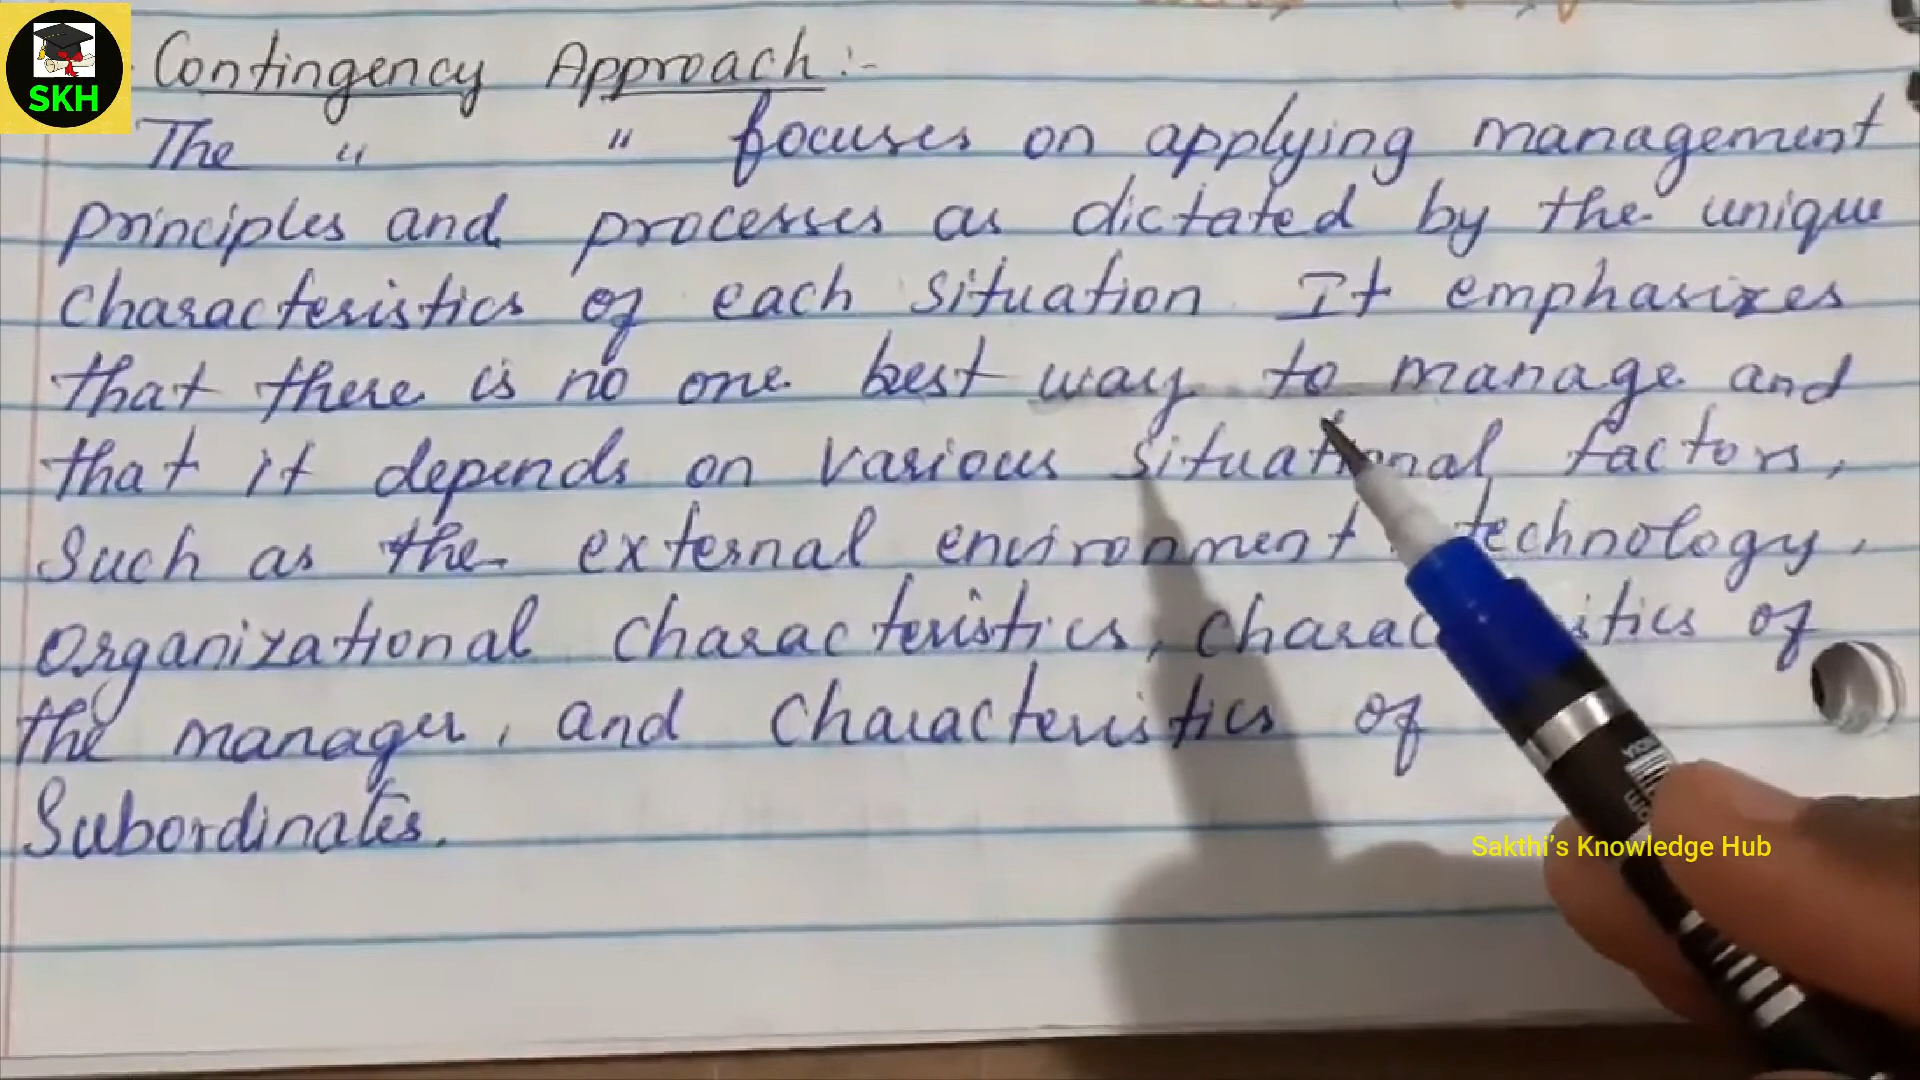 SKH
Contingency Approach :-
The " " focuses on applying management
principles and processes as dictated by the unique
characteristics of each situation. It emphasizes
that there is no one best way to manage and
that it depends on various situational factors,
Such as the external environment technology,
organizational characteristics, characteristics of
the manager, and characteristics of
Subordinates.
Sakthi's Knowledge Hub